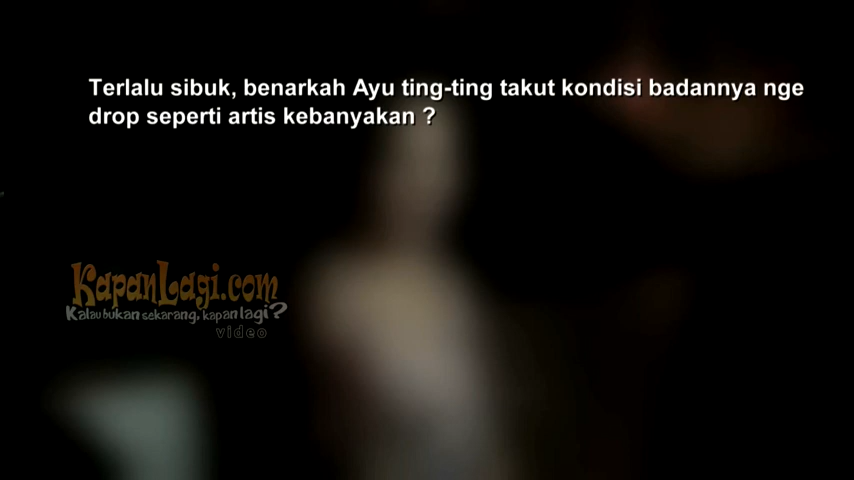 Terlalu sibuk, benarkah Ayu ting-ting takut kondisi badannya nge
drop seperti artis kebanyakan ?
KapanLagi.com
Kalau bukan sekarang, kapan lagi?
video